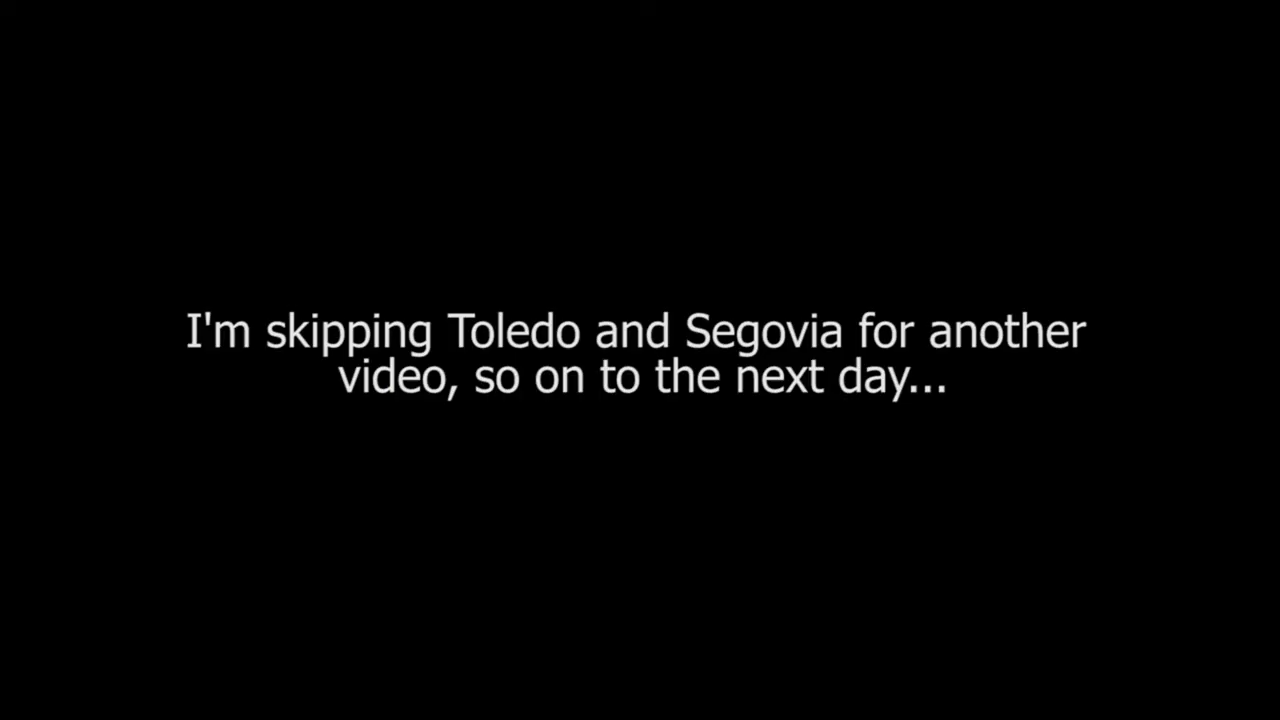 I'm skipping Toledo and Segovia for another
video, so on to the next day...